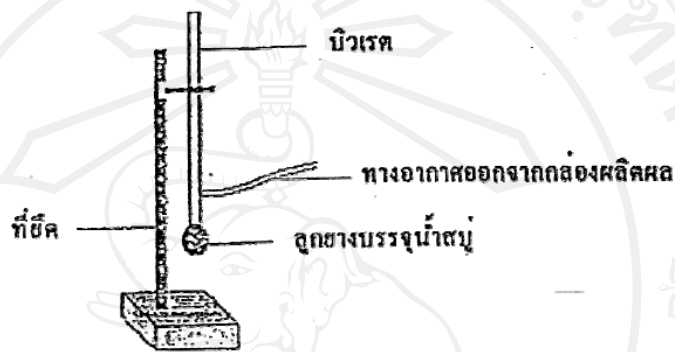 บิวเรต
ทางอากาศออกจากกล่องผลิตผล
ที่ยึด
ลูกยางบรรจุน้ำสบู่